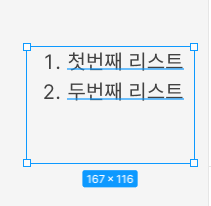 1. 첫번째 리스트
2. 두번째 리스트
167 × 116